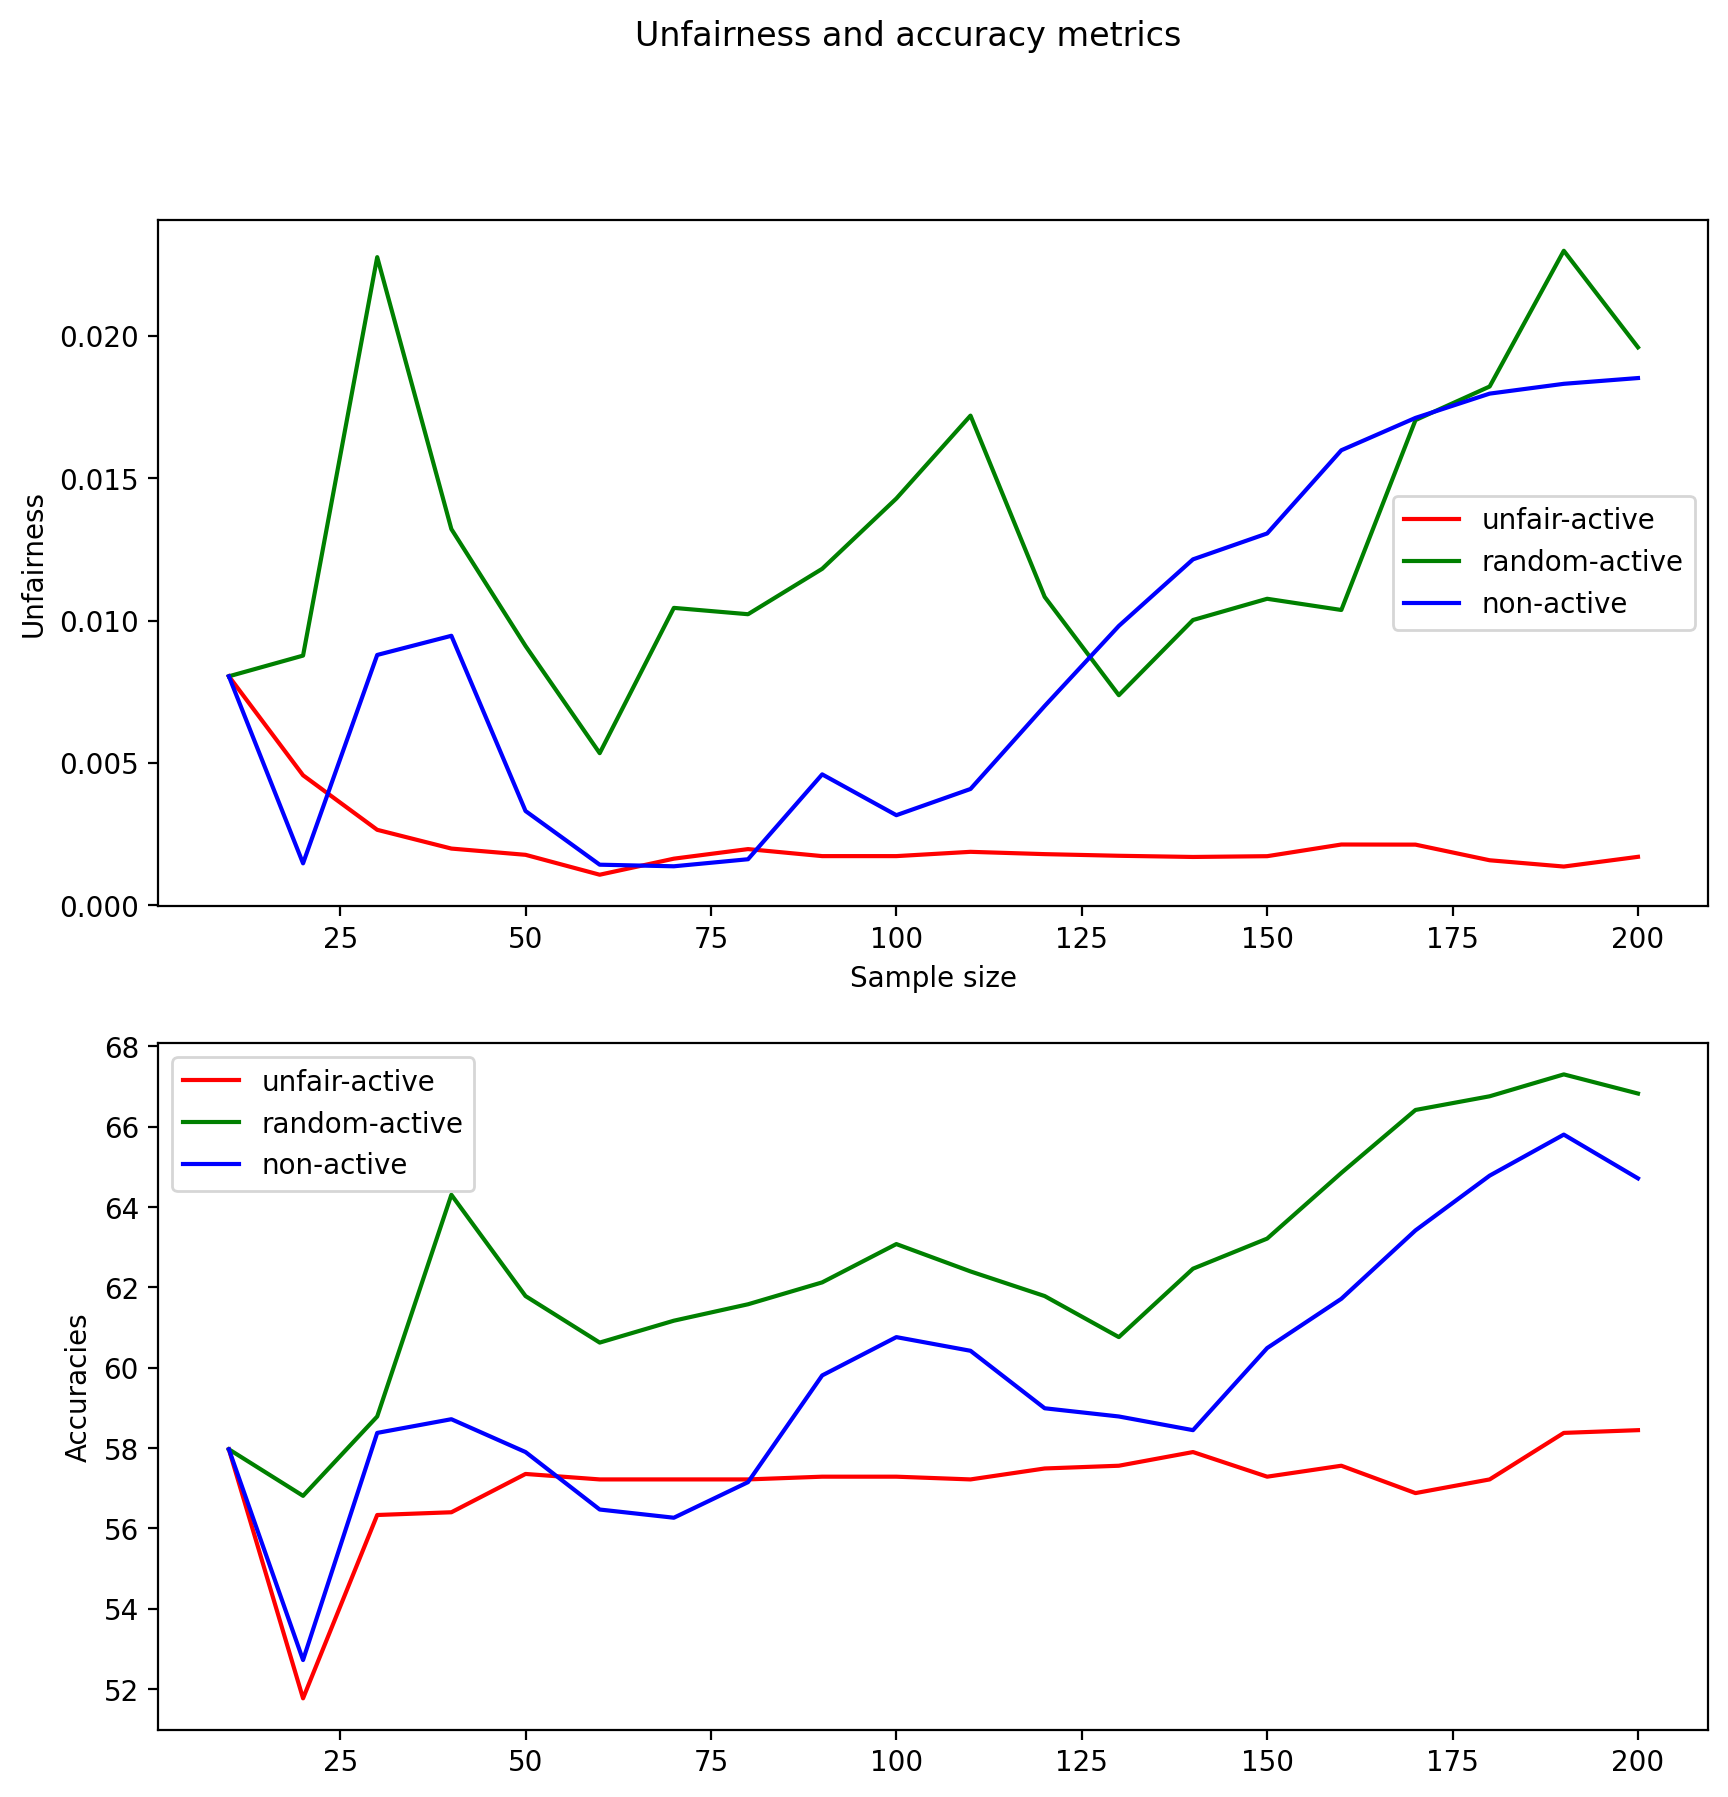 Unfairness and accuracy metrics
0.020
0.015
0.010
0.005
0.000
Unfairness
unfair-active
random-active
non-active
25 50 75 100 125 150 175 200
Sample size
68
66
64
62
60
58
56
54
52
Accuracies
unfair-active
random-active
non-active
25 50 75 100 125 150 175 200